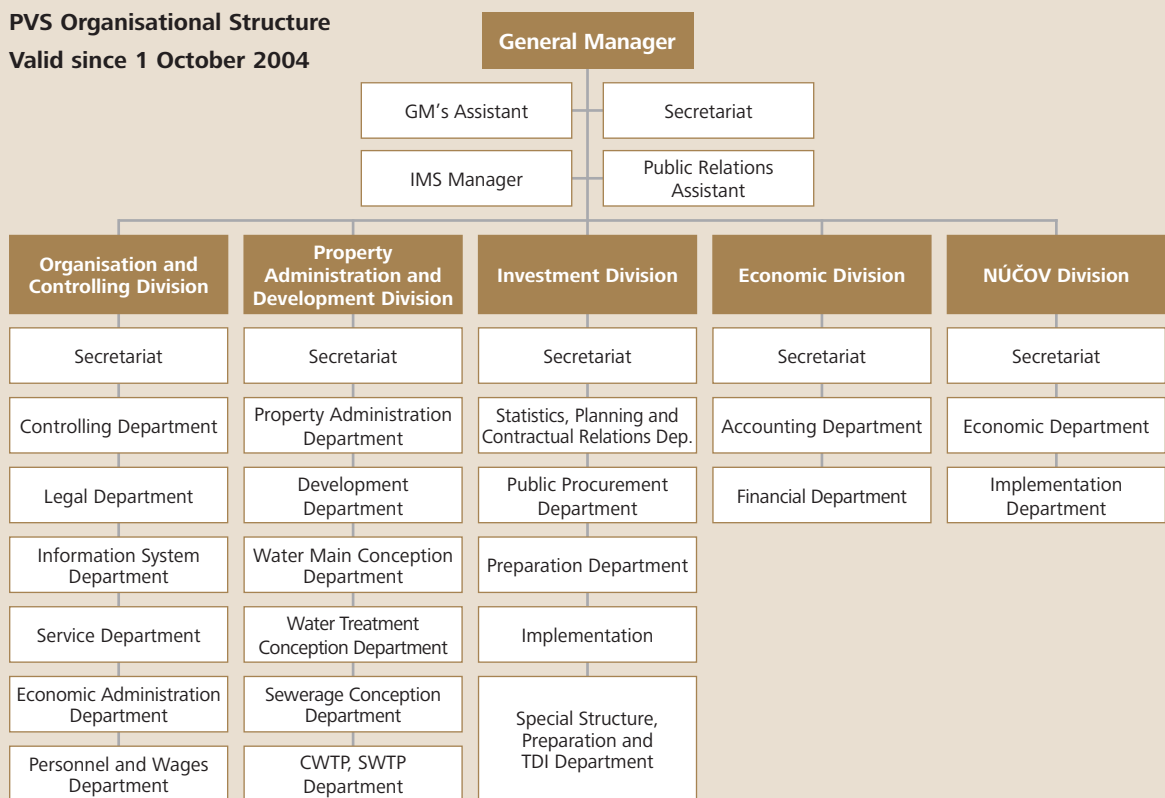 PVS Organisational Structure
Valid since 1 October 2004
General Manager
GM's Assistant
Secretariat
IMS Manager
Public Relations
Assistant
Organisation and
Controlling Division
Property
Administration and
Development Division
Investment Division
Economic Division
NÚČOV Division
Secretariat
Secretariat
Secretariat
Secretariat
Secretariat
Controlling Department
Property Administration
Department
Statistics, Planning and
Contractual Relations Dep.
Accounting Department
Economic Department
Legal Department
Development
Department
Public Procurement
Department
Financial Department
Implementation
Department
Information System
Department
Water Main Conception
Department
Preparation Department
Service Department
Water Treatment
Conception Department
Implementation
Economic Administration
Department
Sewerage Conception
Department
Special Structure,
Preparation and
TDI Department
Personnel and Wages
Department
CWTP, SWTP
Department